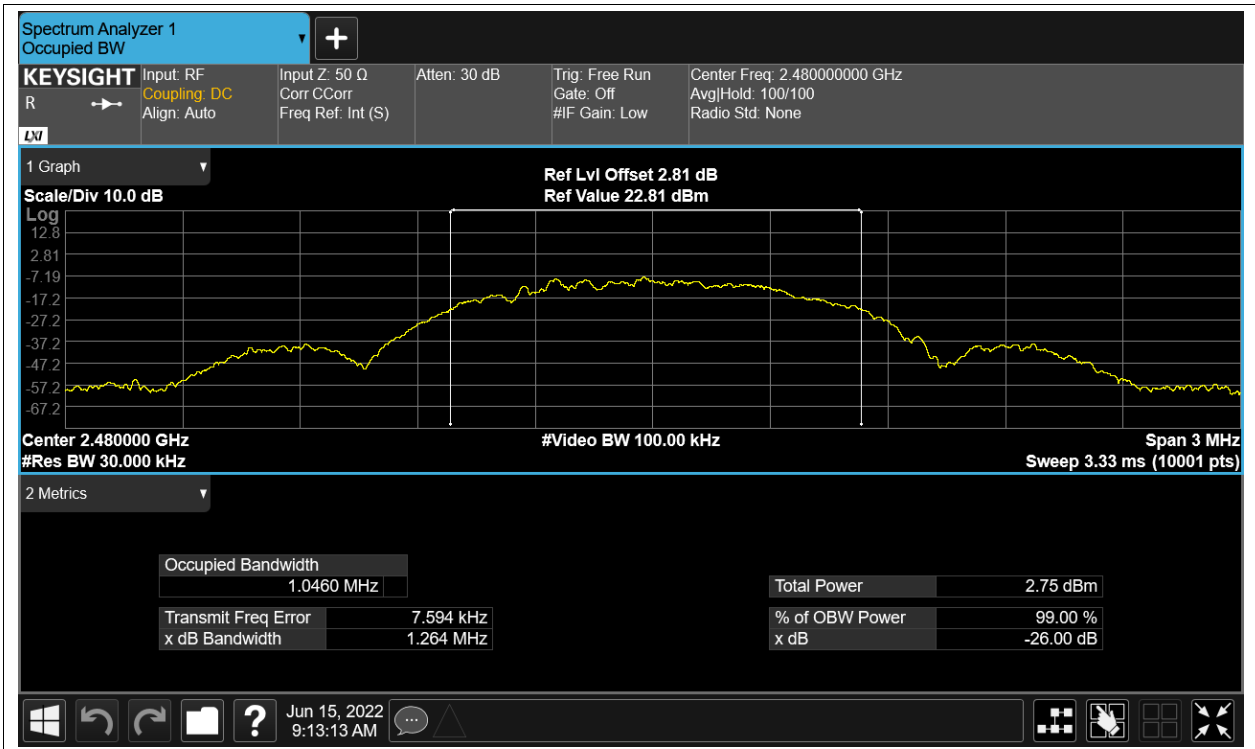 Spectrum Analyzer 1
Occupied BW
KEYSIGHT
R
LXI
Input: RF
Coupling: DC
Align: Auto
Input Z: 50 Ω
Corr CCorr
Freq Ref: Int (S)
Atten: 30 dB
Trig: Free Run
Gate: Off
#IF Gain: Low
Center Freq: 2.480000000 GHz
Avg|Hold: 100/100
Radio Std: None
1 Graph
Scale/Div 10.0 dB
Ref Lvl Offset 2.81 dB
Ref Value 22.81 dBm
Log
12.8
2.81
-7.19
-17.2
-27.2
-37.2
-47.2
-57.2
-67.2
Center 2.480000 GHz
#Res BW 30.000 kHz
#Video BW 100.00 kHz
Span 3 MHz
Sweep 3.33 ms (10001 pts)
2 Metrics
Occupied Bandwidth
1.0460 MHz
Transmit Freq Error 7.594 kHz
x dB Bandwidth 1.264 MHz
Total Power 2.75 dBm
% of OBW Power 99.00 %
x dB -26.00 dB
?
Jun 15, 2022
9:13:13 AM